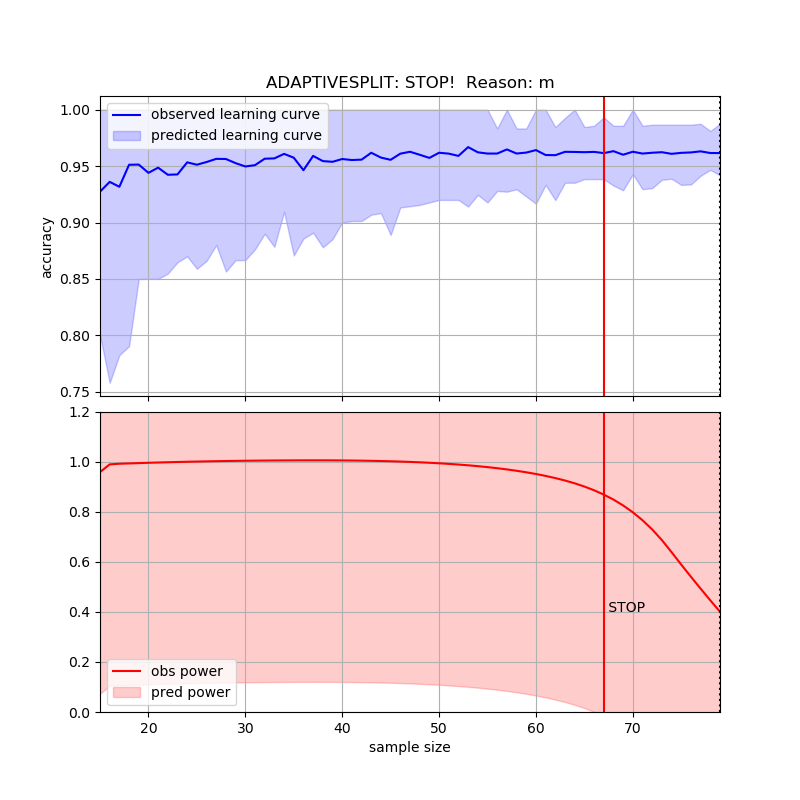 ADAPTIVESPLIT: STOP!  Reason: m
1.00
0.95
0.90
0.85
0.80
0.75
accuracy
observed learning curve
predicted learning curve
1.2
1.0
0.8
0.6
0.4
0.2
0.0
STOP
obs power
pred power
20 30 40 50 60 70
sample size